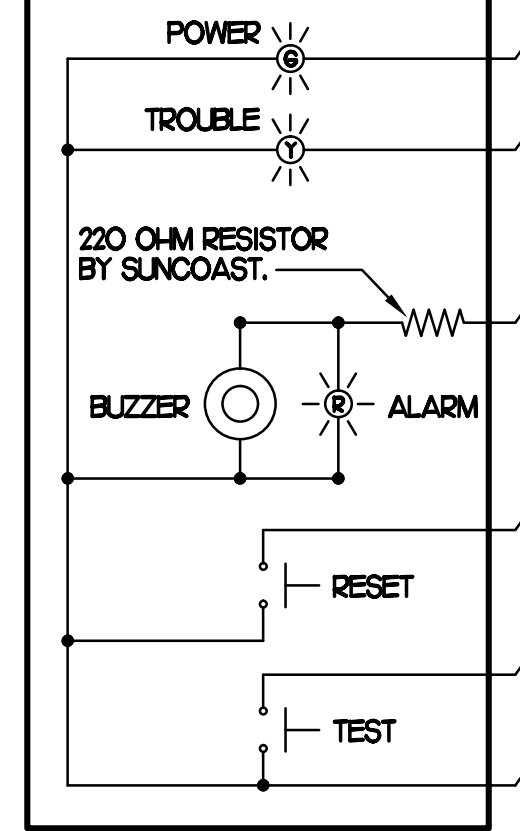 POWER
G
TROUBLE
Y
220 OHM RESISTOR
BY SUNCOAST.
BUZZER
R
ALARM
RESET
TEST